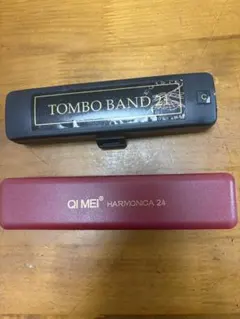 TOMBO BAND 21
QI MEI® HARMONICA 24